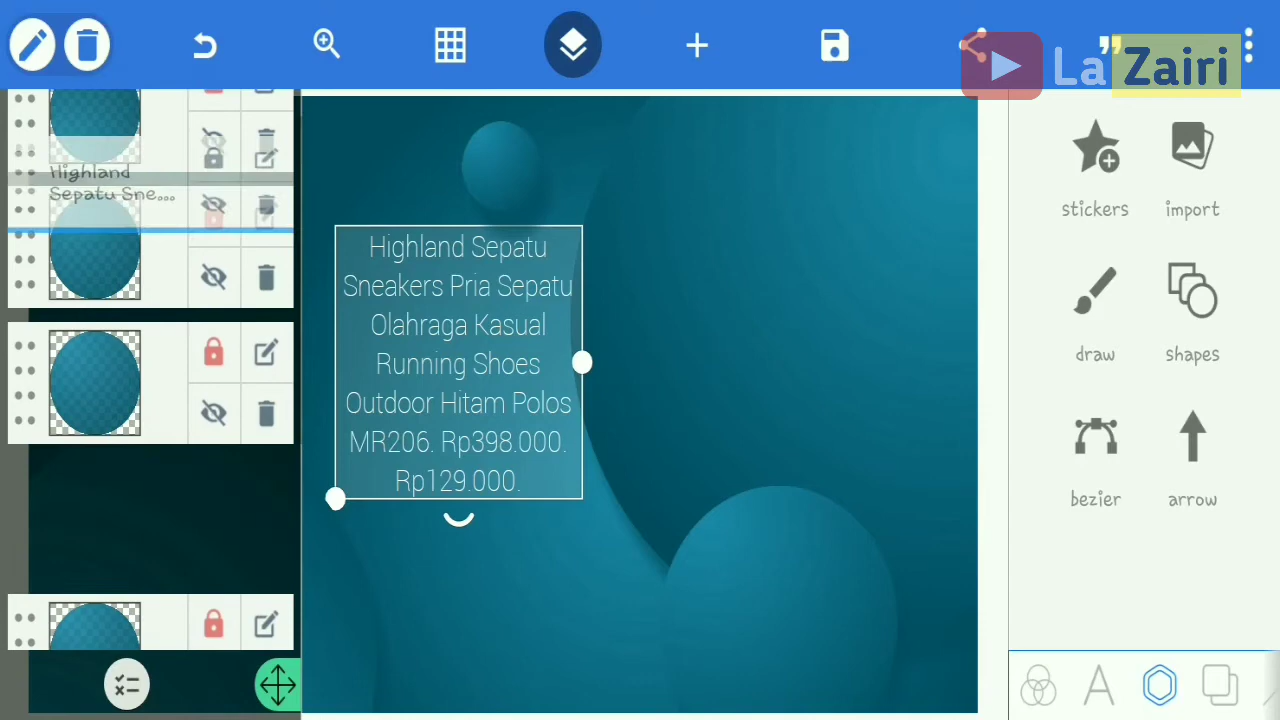 La Zairi
Highland
Sepatu Sne...
Highland Sepatu
Sneakers Pria Sepatu
Olahraga Kasual
Running Shoes
Outdoor Hitam Polos
MR206. Rp398.000.
Rp129.000.
stickers
import
draw
shapes
bezier
arrow